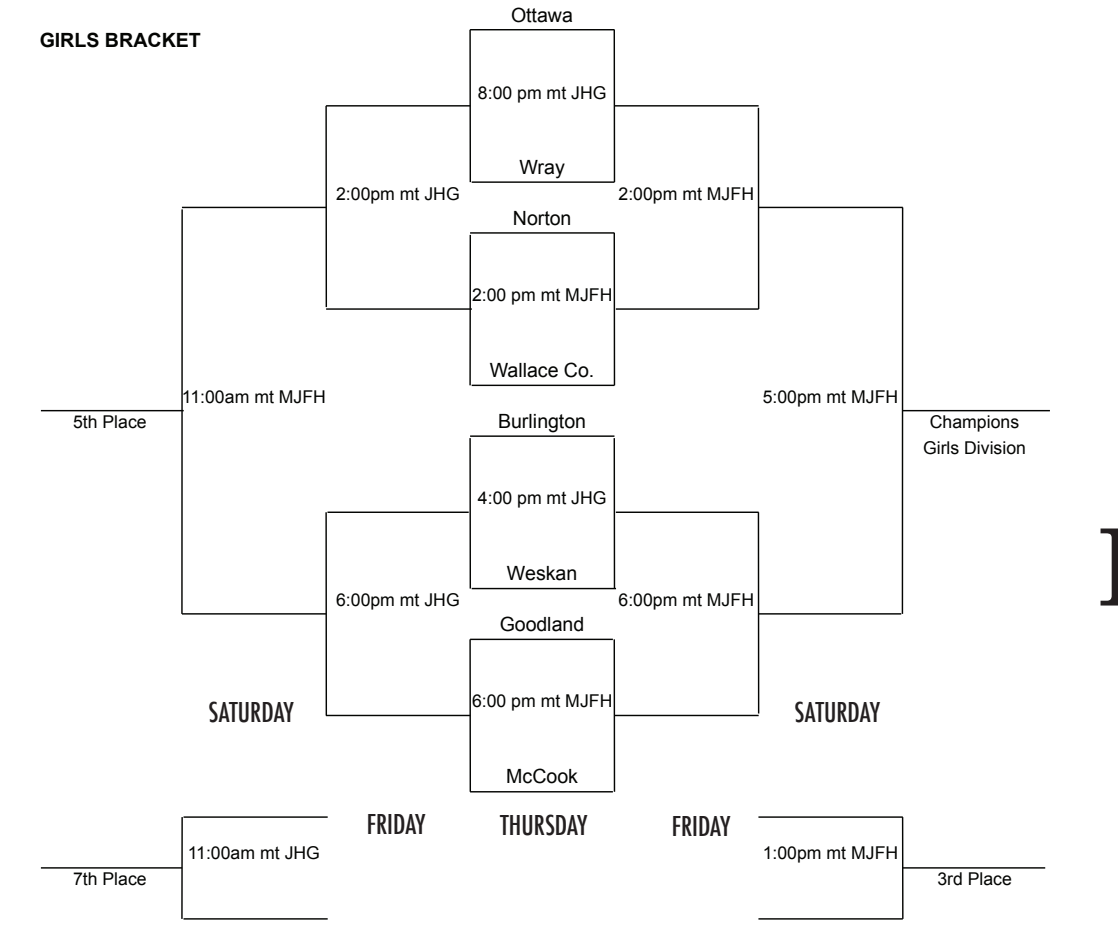 Ottawa
GIRLS BRACKET
8:00 pm mt JHG
Wray
2:00pm mt JHG
2:00pm mt MJFH
Norton
2:00 pm mt MJFH
Wallace Co.
11:00am mt MJFH
5:00pm mt MJFH
5th Place
Burlington
Champions
Girls Division
4:00 pm mt JHG
Weskan
6:00pm mt JHG
6:00pm mt MJFH
Goodland
6:00 pm mt MJFH
SATURDAY
SATURDAY
McCook
FRIDAY
THURSDAY
FRIDAY
11:00am mt JHG
1:00pm mt MJFH
7th Place
3rd Place